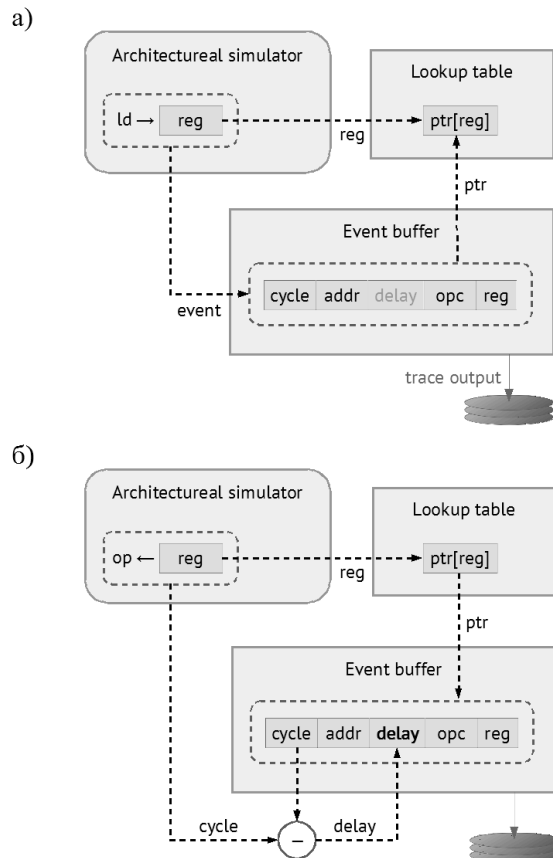 а)
Architectureal simulator
Lookup table
ld → reg
ptr[reg]
reg
ptr
Event buffer
cycle addr delay opc reg
event
trace output
б)
Architectureal simulator
Lookup table
op ← reg
ptr[reg]
reg
ptr
Event buffer
cycle addr delay opc reg
cycle − delay